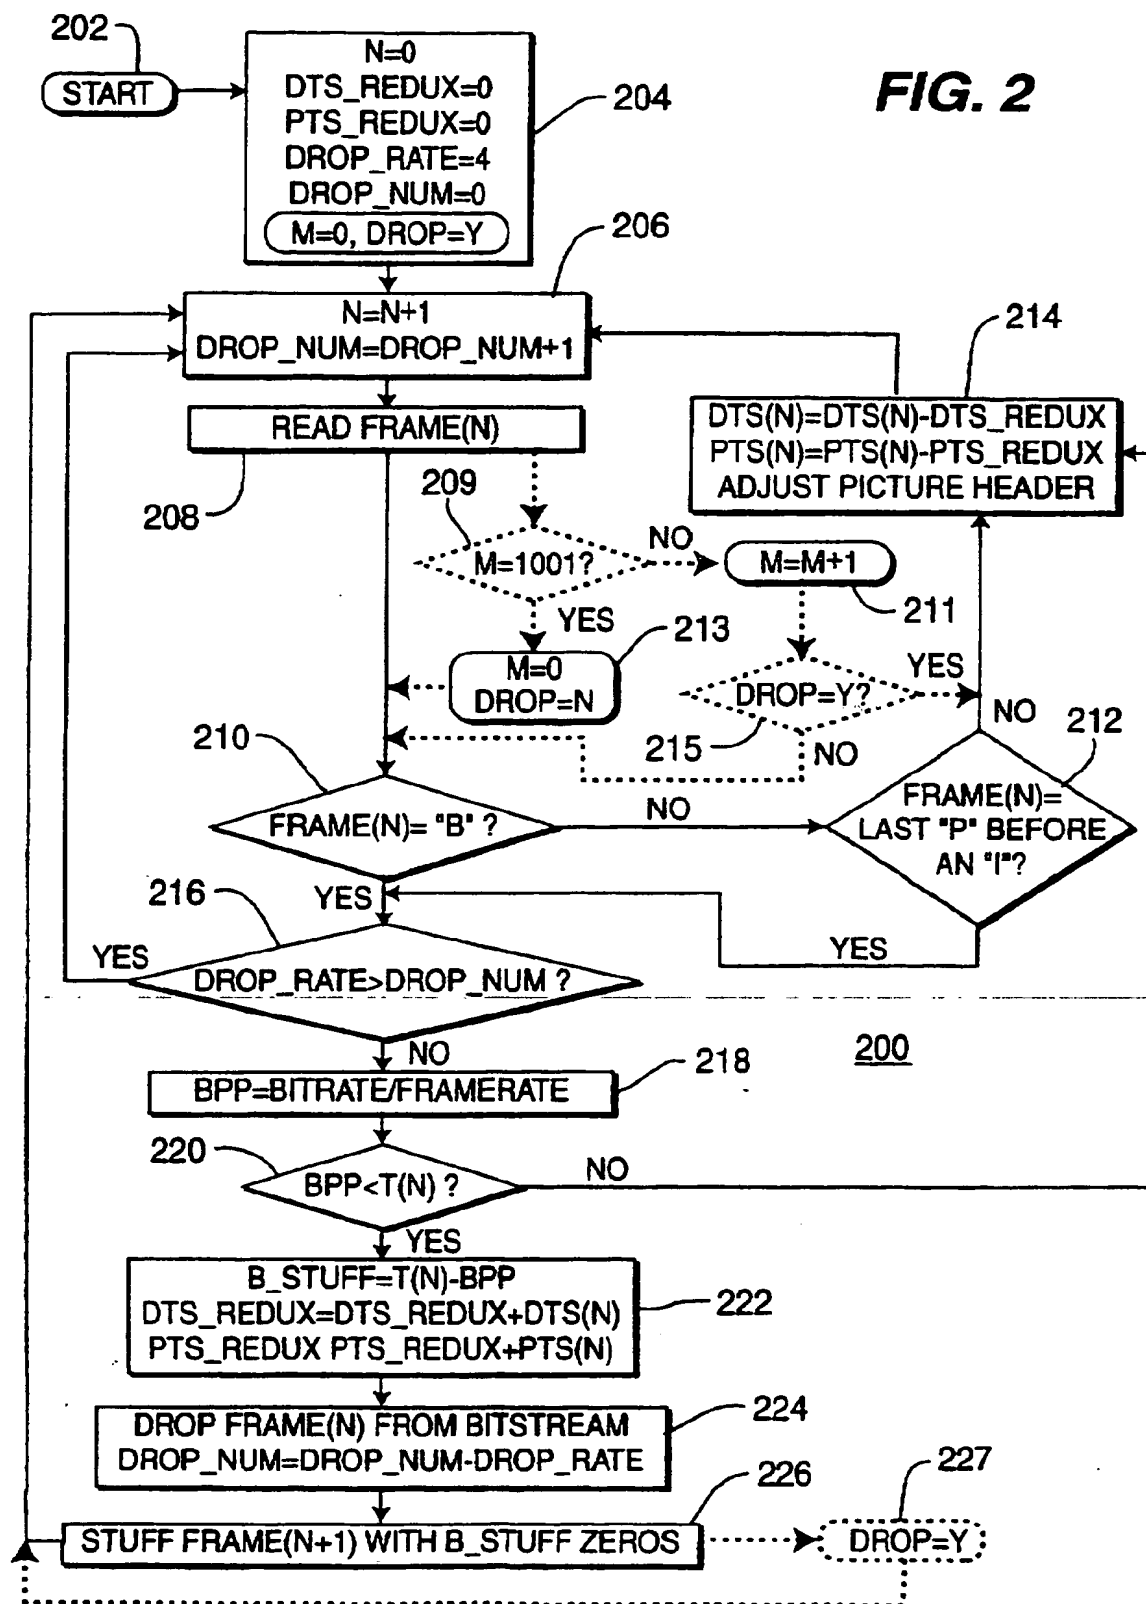 FIG. 2
202
START
N=0
DTS_REDUX=0
PTS_REDUX=0
DROP_RATE=4
DROP_NUM=0
M=0, DROP=Y
204
206
N=N+1
DROP_NUM=DROP_NUM+1
214
DTS(N)=DTS(N)-DTS_REDUX
PTS(N)=PTS(N)-PTS_REDUX
ADJUST PICTURE HEADER
READ FRAME(N)
208
209
M=1001?
NO
M=M+1
211
YES
213
M=0
DROP=N
DROP=Y?
YES
215
NO
NO
212
210
FRAME(N)= "B" ?
NO
FRAME(N)=
LAST "P" BEFORE
AN "I"?
YES
YES
216
YES
DROP_RATE>DROP_NUM ?
NO
200
BPP=BITRATE/FRAMERATE
218
220
BPP<T(N) ?
NO
YES
B_STUFF=T(N)-BPP
DTS_REDUX=DTS_REDUX+DTS(N)
PTS_REDUX PTS_REDUX+PTS(N)
222
DROP FRAME(N) FROM BITSTREAM
DROP_NUM=DROP_NUM-DROP_RATE
224
226
STUFF FRAME(N+1) WITH B_STUFF ZEROS
227
DROP=Y